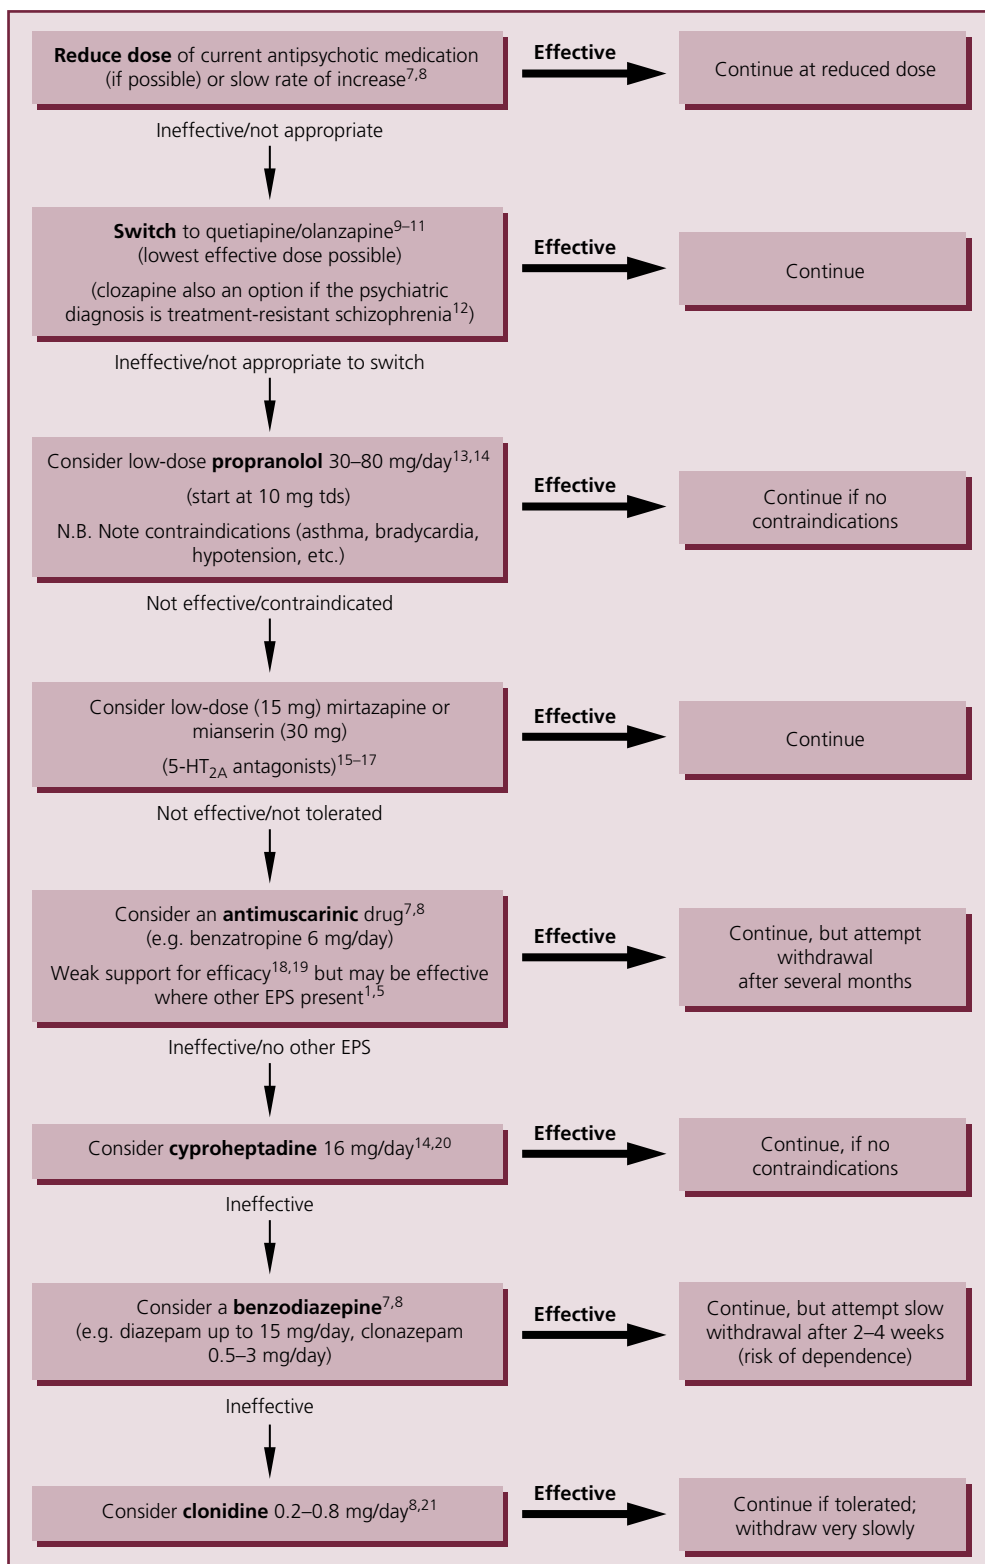 Reduce dose of current antipsychotic medication
(if possible) or slow rate of increase7,8
Effective
Continue at reduced dose
Ineffective/not appropriate
Switch to quetiapine/olanzapine9–11
(lowest effective dose possible)
(clozapine also an option if the psychiatric
diagnosis is treatment-resistant schizophrenia12)
Effective
Continue
Ineffective/not appropriate to switch
Consider low-dose propranolol 30–80 mg/day13,14
(start at 10 mg tds)
N.B. Note contraindications (asthma, bradycardia,
hypotension, etc.)
Effective
Continue if no
contraindications
Not effective/contraindicated
Consider low-dose (15 mg) mirtazapine or
mianserin (30 mg)
(5-HT2A antagonists)15–17
Effective
Continue
Not effective/not tolerated
Consider an antimuscarinic drug7,8
(e.g. benzatropine 6 mg/day)
Weak support for efficacy18,19 but may be effective
where other EPS present1,5
Effective
Continue, but attempt
withdrawal
after several months
Ineffective/no other EPS
Consider cyproheptadine 16 mg/day14,20
Effective
Continue, if no
contraindications
Ineffective
Consider a benzodiazepine7,8
(e.g. diazepam up to 15 mg/day, clonazepam
0.5–3 mg/day)
Effective
Continue, but attempt slow
withdrawal after 2–4 weeks
(risk of dependence)
Ineffective
Consider clonidine 0.2–0.8 mg/day8,21
Effective
Continue if tolerated;
withdraw very slowly